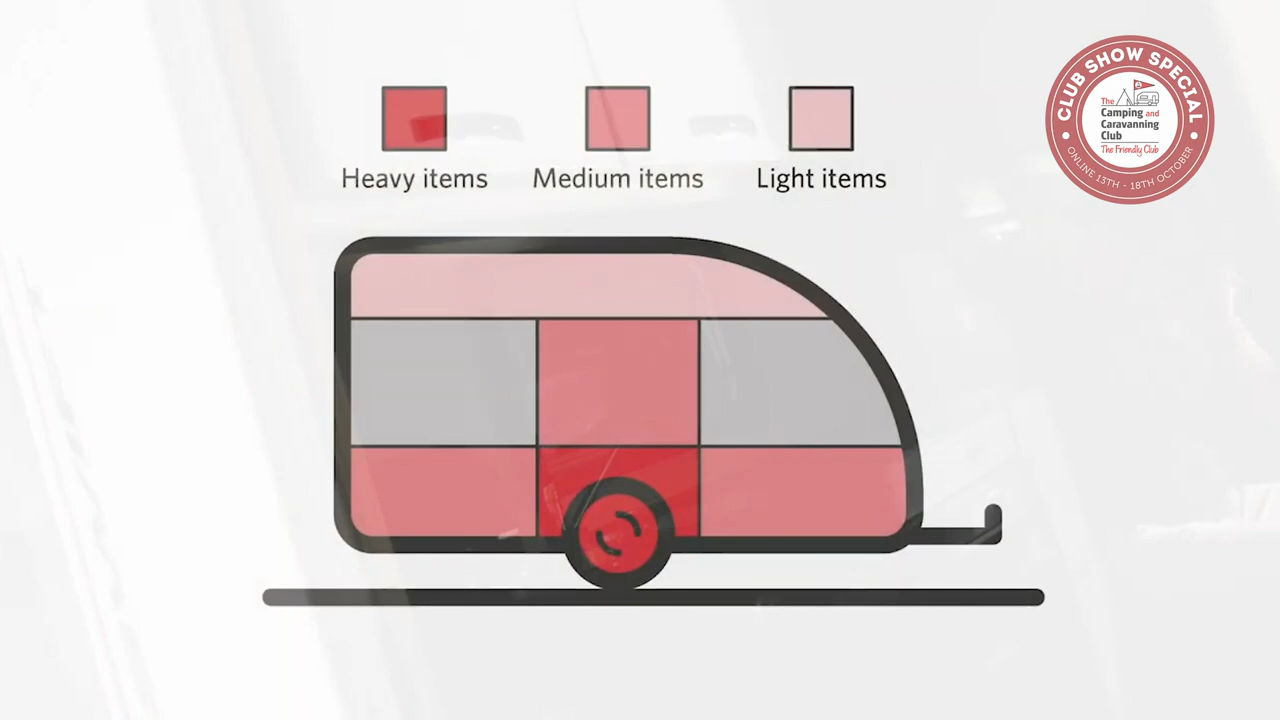 Heavy items
Medium items
Light items
CLUB SHOW SPECIAL
The
Camping and
Caravanning
Club
The Friendly Club
ONLINE 13TH - 18TH OCTOBER